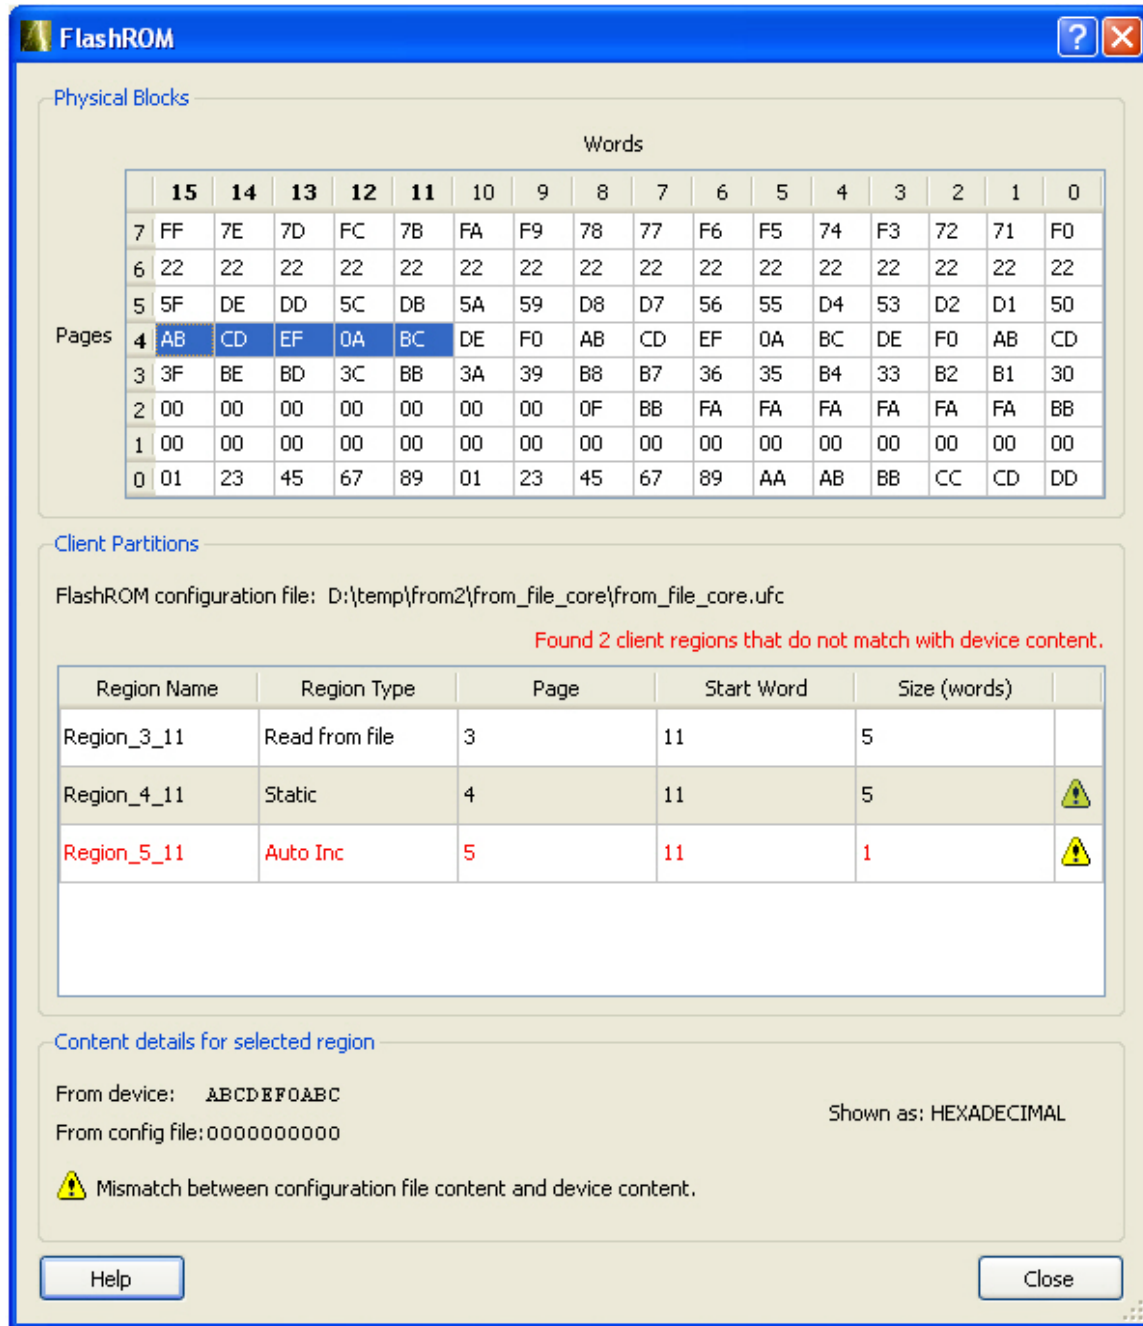 FlashROM
Physical Blocks
Words
15 14 13 12 11 10 9 8 7 6 5 4 3 2 1 0
7 FF 7E 7D FC 7B FA F9 78 77 F6 F5 74 F3 72 71 F0
6 22 22 22 22 22 22 22 22 22 22 22 22 22 22 22 22
5 5F DE DD 5C DB 5A 59 D8 D7 56 55 D4 53 D2 D1 50
Pages 4 AB CD EF 0A BC DE F0 AB CD EF 0A BC DE F0 AB CD
3 3F BE BD 3C BB 3A 39 B8 B7 36 35 B4 33 B2 B1 30
2 00 00 00 00 00 00 00 0F BB FA FA FA FA FA FA BB
1 00 00 00 00 00 00 00 00 00 00 00 00 00 00 00 00
0 01 23 45 67 89 01 23 45 67 89 AA AB BB CC CD DD
Client Partitions
FlashROM configuration file: D:\temp\from2\from_file_core\from_file_core.ufc
Found 2 client regions that do not match with device content.
Region Name Region Type Page Start Word Size (words)
Region_3_11 Read from file 3 11 5
Region_4_11 Static 4 11 5
Region_5_11 Auto Inc 5 11 1
Content details for selected region
From device: ABCDEF0ABC
Shown as: HEXADECIMAL
From config file: 0000000000
Mismatch between configuration file content and device content.
Help Close